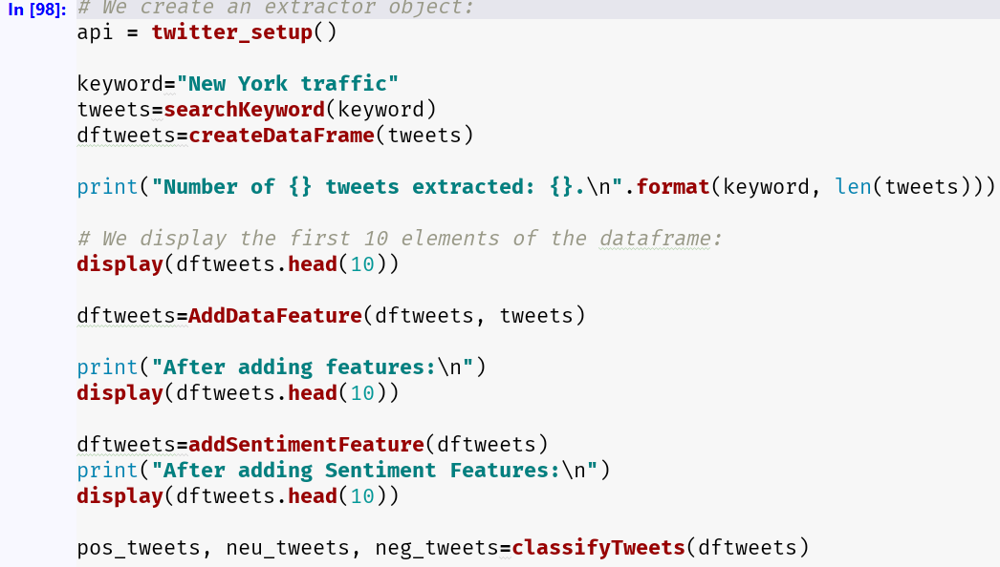 In [98]: # We create an extractor object:
api = twitter_setup()
keyword="New York traffic"
tweets=searchKeyword(keyword)
dftweets=createDataFrame(tweets)
print("Number of {} tweets extracted: {}.\n".format(keyword, len(tweets)))
# We display the first 10 elements of the dataframe:
display(dftweets.head(10))
dftweets=AddDataFeature(dftweets, tweets)
print("After adding features:\n")
display(dftweets.head(10))
dftweets=addSentimentFeature(dftweets)
print("After adding Sentiment Features:\n")
display(dftweets.head(10))
pos_tweets, neu_tweets, neg_tweets=classifyTweets(dftweets)